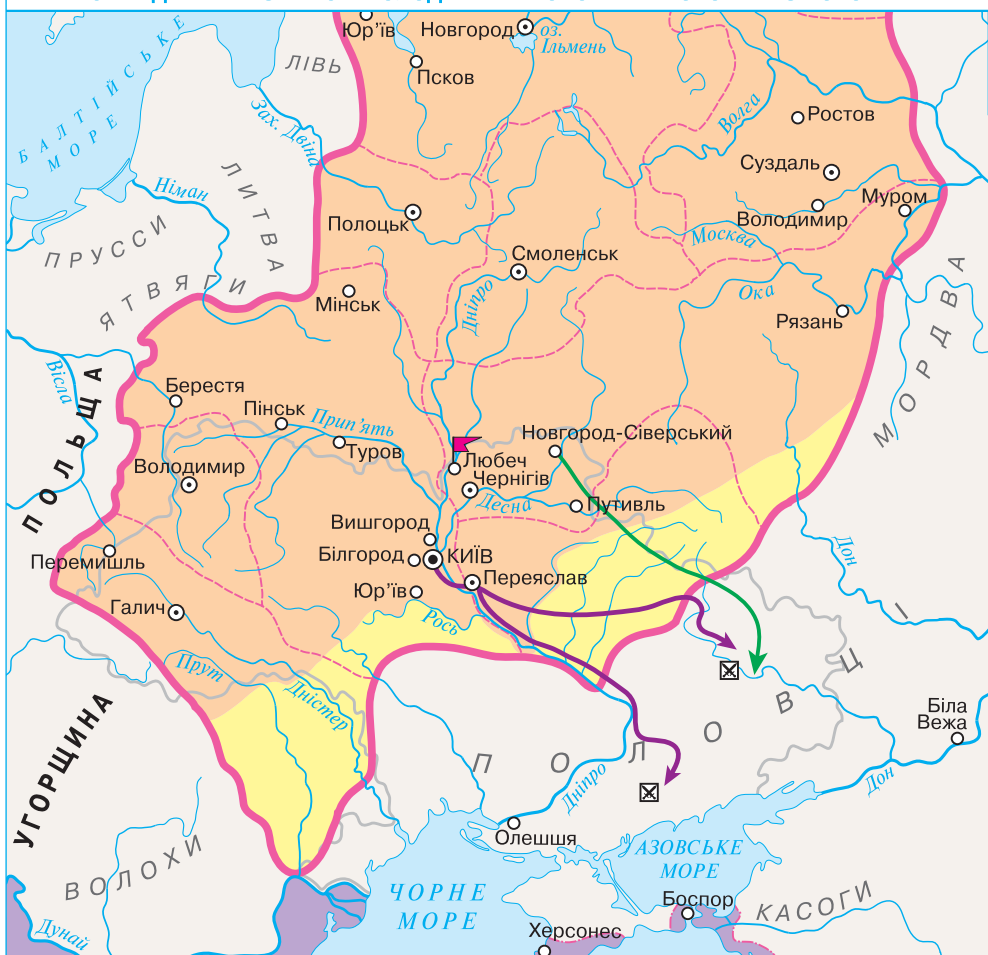 Юр’їв
Новгород
оз.
Ільмень
Псков
ЛІВЬ
БАЛТІЙСЬКЕ
МОРЕ
Зах. Двіна
Волга
Ростов
Суздаль
Муром
Володимир
Німан
ЛИТВА
Полоцьк
Москва
ПРУССИ
Смоленськ
ЯТВЯГИ
Мінськ
Дніпро
Ока
Рязань
МОРДВА
Вісла
ПОЛЬЩА
Берестя
Пінськ
Прип’ять
Туров
Новгород-Сіверський
Любеч
Чернігів
Володимир
Десна
Путивль
Вишгород
Білгород
КИЇВ
Перемишль
Переяслав
Юр’їв
Галич
Рось
Дон
Прут
Дністер
ПОЛОВЦІ
Біла
Вежа
УГОРЩИНА
Дніпро
Дон
Олешшя
АЗОВСЬКЕ
МОРЕ
ВОЛОХИ
ЧОРНЕ
МОРЕ
Боспор
КАСОГИ
Дунай
Херсонес